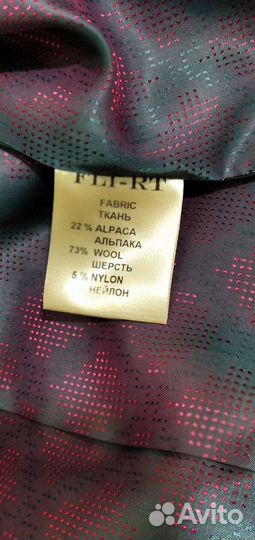 FLI-RT
FABRIC
ТКАНЬ
22 % ALPACA
АЛЬПАКА
73% WOOL
ШЕРСТЬ
5 % NYLON
НЕЙЛОН
Avito